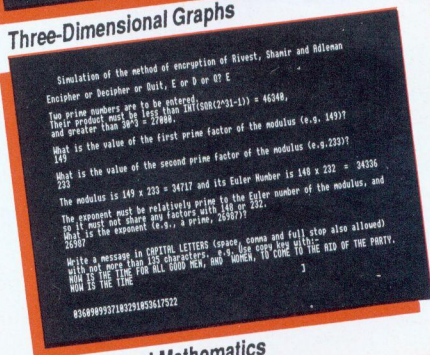 Three-Dimensional Graphs
Simulation of the method of encryption of Rivest, Shamir and Adleman
Encipher or Decipher or Quit, E or D or Q? E
Two prime numbers are to be entered.
Their product must be less than INT(SQR(2^31-1)) = 46340,
and greater than 30^3 = 27000.
What is the value of the first prime factor of the modulus (e.g. 149)?
149
What is the value of the second prime factor of the modulus (e.g.233)?
233
The modulus is 149 x 233 = 34717 and its Euler Number is 148 x 232 = 34336
The exponent must be relatively prime to the Euler number of the modulus, and
so it must not share any factors with 148 or 232.
What is the exponent (e.g., a prime, 26987)?
26987
Write a message in CAPITAL LETTERS (space, comma and full stop also allowed)
with not more than 135 characters. e.g. Use copy key with:-
NOW IS THE TIME FOR ALL GOOD MEN, AND WOMEN, TO COME TO THE AID OF THE PARTY.
NOW IS THE TIME
]
0360909937103291053617522
Mathematics